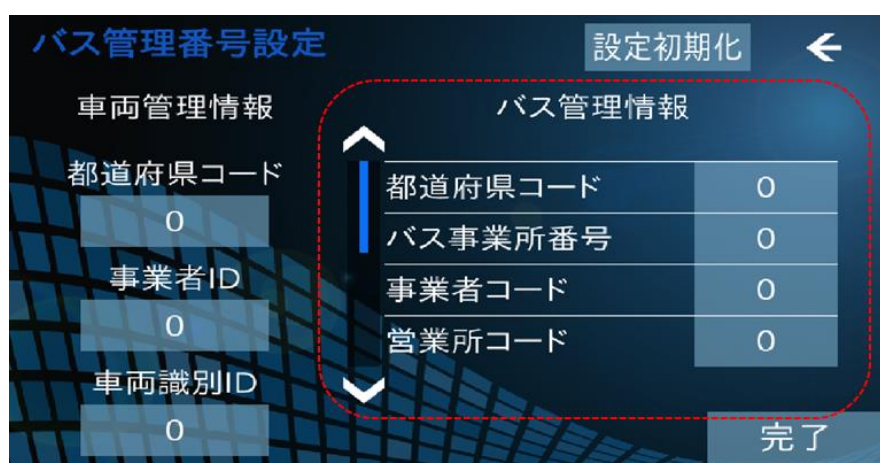 バス管理番号設定
設定初期化
車両管理情報
都道府県コード
0
事業者ID
0
車両識別ID
0
バス管理情報
都道府県コード 0
バス事業所番号 0
事業者コード 0
営業所コード 0
完了